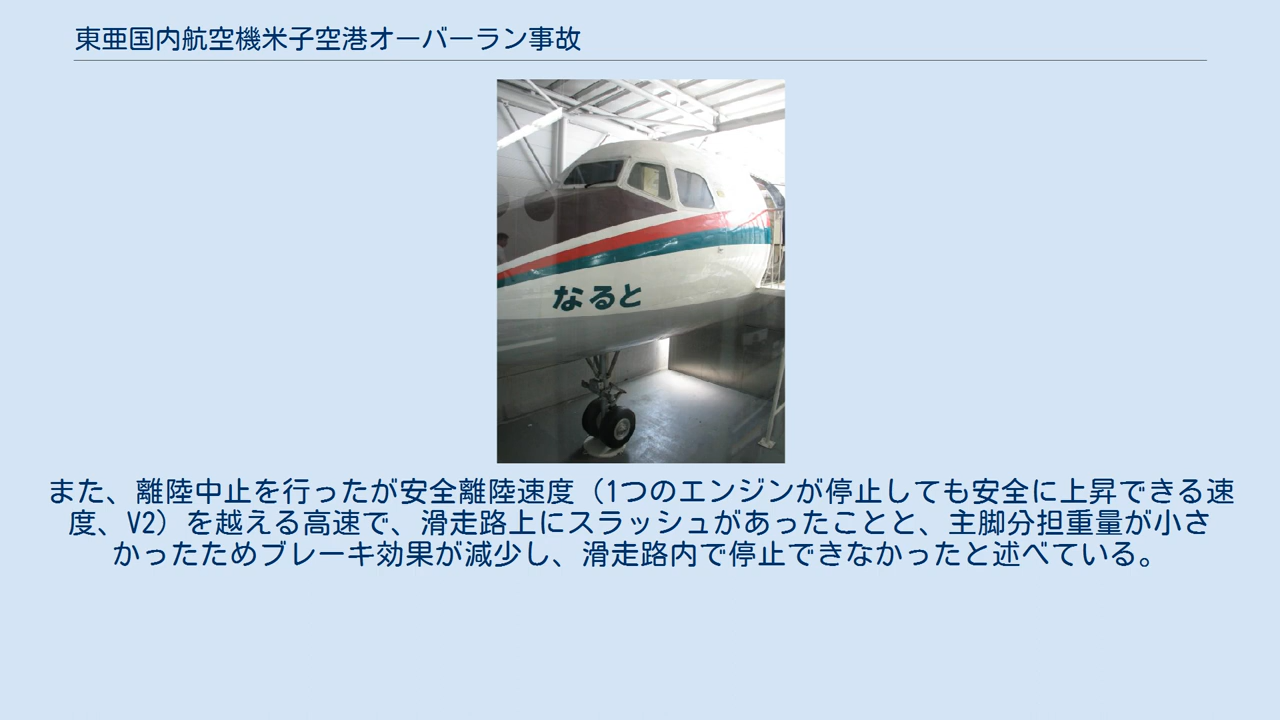 東亜国内航空機米子空港オーバーラン事故
なると
また、離陸中止を行ったが安全離陸速度（1つのエンジンが停止しても安全に上昇できる速
度、V2）を越える高速で、滑走路上にスラッシュがあったことと、主脚分担重量が小さ
かったためブレーキ効果が減少し、滑走路内で停止できなかったと述べている。